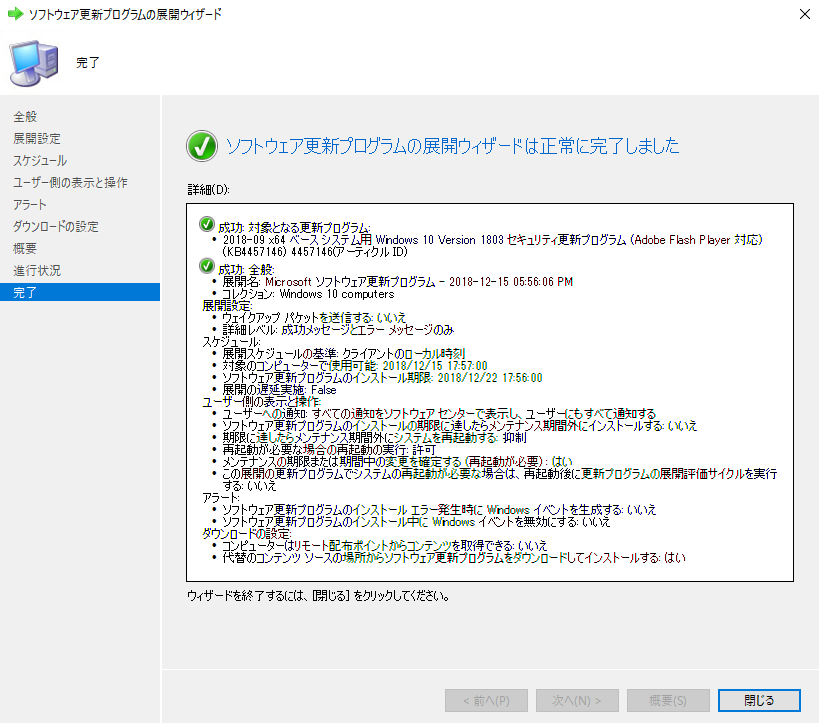 ソフトウェア更新プログラムの展開ウィザード
完了
全般
展開設定
スケジュール
ユーザー側の表示と操作
アラート
ダウンロードの設定
概要
進行状況
完了
ソフトウェア更新プログラムの展開ウィザードは正常に完了しました
詳細(D):
成功: 対象となる更新プログラム:
• 2018-09 x64 ベース システム用 Windows 10 Version 1803 セキュリティ更新プログラム (Adobe Flash Player 対応)
(KB4457146) 4457146(アーティクル ID)
成功: 全般:
• 展開名: Microsoft ソフトウェア更新プログラム - 2018-12-15 05:56:06 PM
• コレクション: Windows 10 computers
展開設定:
• ウェイクアップ パケットを送信する: いいえ
• 詳細レベル: 成功メッセージとエラー メッセージのみ
スケジュール:
• 展開スケジュールの基準: クライアントのローカル時刻
• 対象のコンピューターで使用可能: 2018/12/15 17:57:00
• ソフトウェア更新プログラムのインストール期限: 2018/12/22 17:56:00
• 展開の遅延実施: False
ユーザー側の表示と操作:
• ユーザーへの通知: すべての通知をソフトウェア センターで表示し、ユーザーにもすべて通知する
• ソフトウェア更新プログラムのインストールの期限に達したらメンテナンス期間外にインストールする: いいえ
• 期限に達したらメンテナンス期間外にシステムを再起動する: 抑制
• 再起動が必要な場合の再起動の実行: 許可
• メンテナンスの期限または期間中の変更を確定する (再起動が必要) : はい
• この展開の更新プログラムでシステムの再起動が必要な場合は、再起動後に更新プログラムの展開評価サイクルを実行
する: いいえ
アラート:
• ソフトウェア更新プログラムのインストール エラー発生時に Windows イベントを生成する: いいえ
• ソフトウェア更新プログラムのインストール中に Windows イベントを無効にする: いいえ
ダウンロードの設定:
• コンピューターはリモート配布ポイントからコンテンツを取得できる: いいえ
• 代替のコンテンツ ソースの場所からソフトウェア更新プログラムをダウンロードしてインストールする: はい
ウィザードを終了するには、[閉じる] をクリックしてください。
< 前へ(P)
次へ(N) >
概要(S)
閉じる